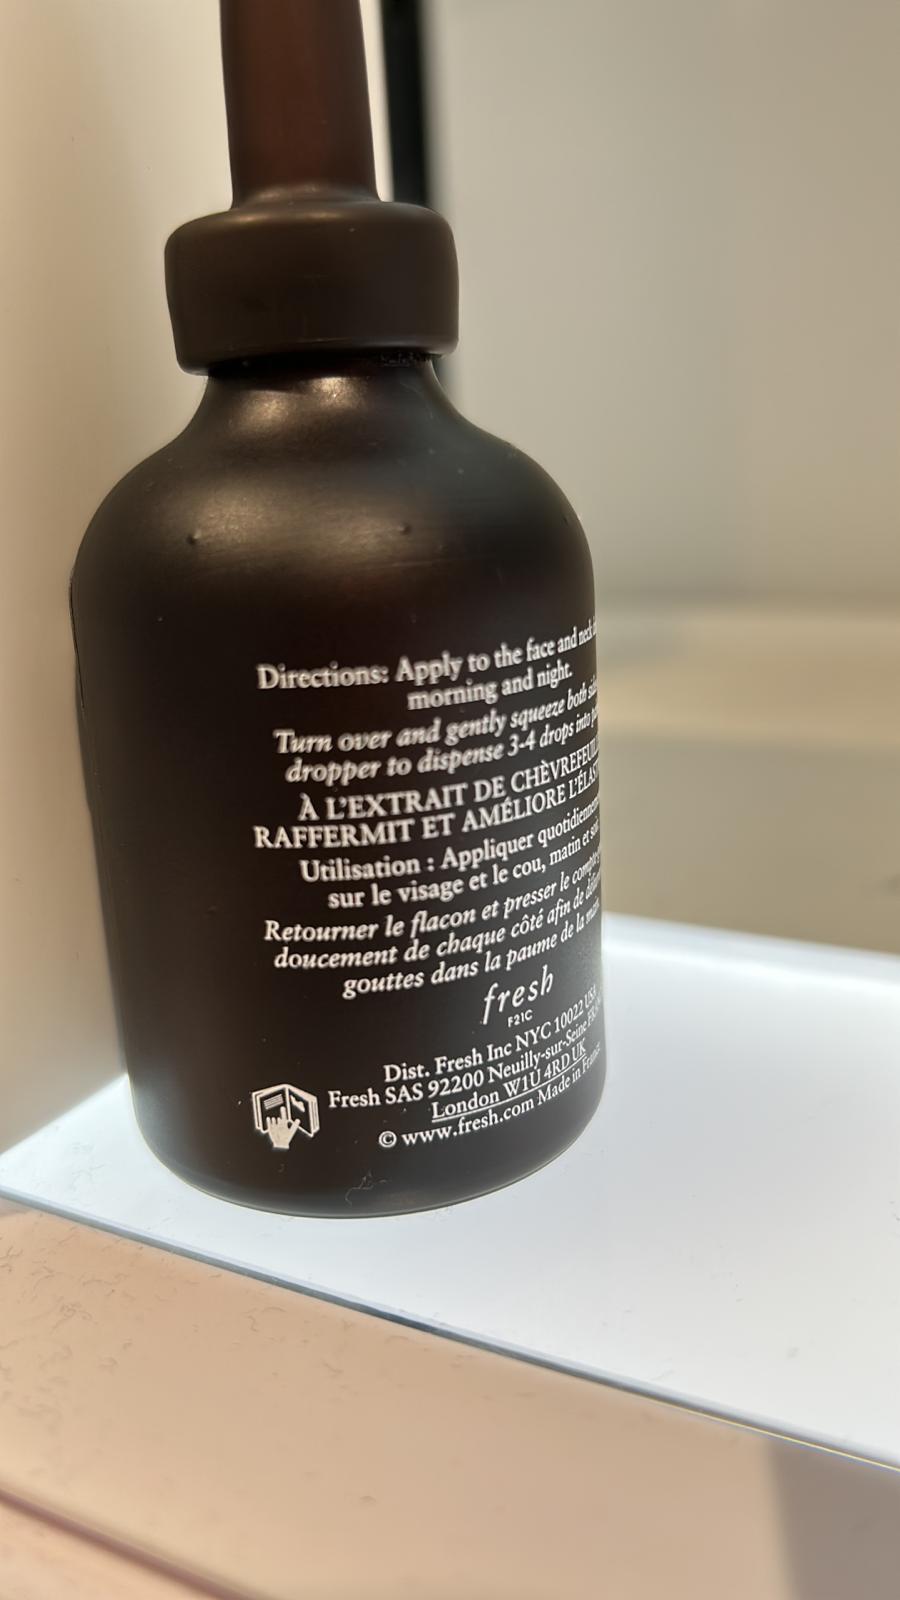 Directions: Apply to the face and neck
morning and night.
Turn over and gently squeeze both
dropper to dispense 3-4 drops into
À L'EXTRAIT DE
RAFFERMIT ET AMÉLIORE
Utilisation : Appliquer
sur le visage et le cou, matin et
Retourner le flacon et presser le
doucement de chaque côté afin de
gouttes dans la paume de la
fresh
F21C
Dist. Fresh Inc NYC 10022 USA
Fresh SAS 92200 Neuilly-sur-Seine
London W1U 4RD UK
© www.fresh.com Made in